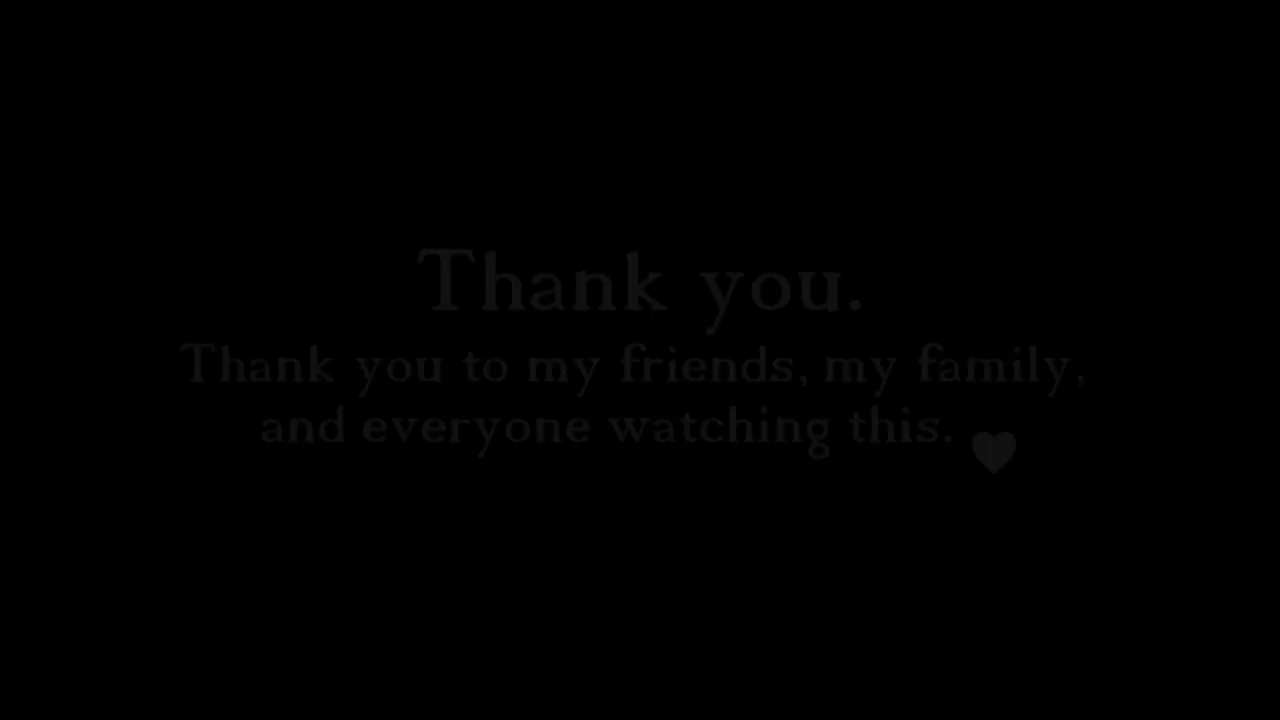 Thank you.
Thank you to my friends, my family,
and everyone watching this. ♥